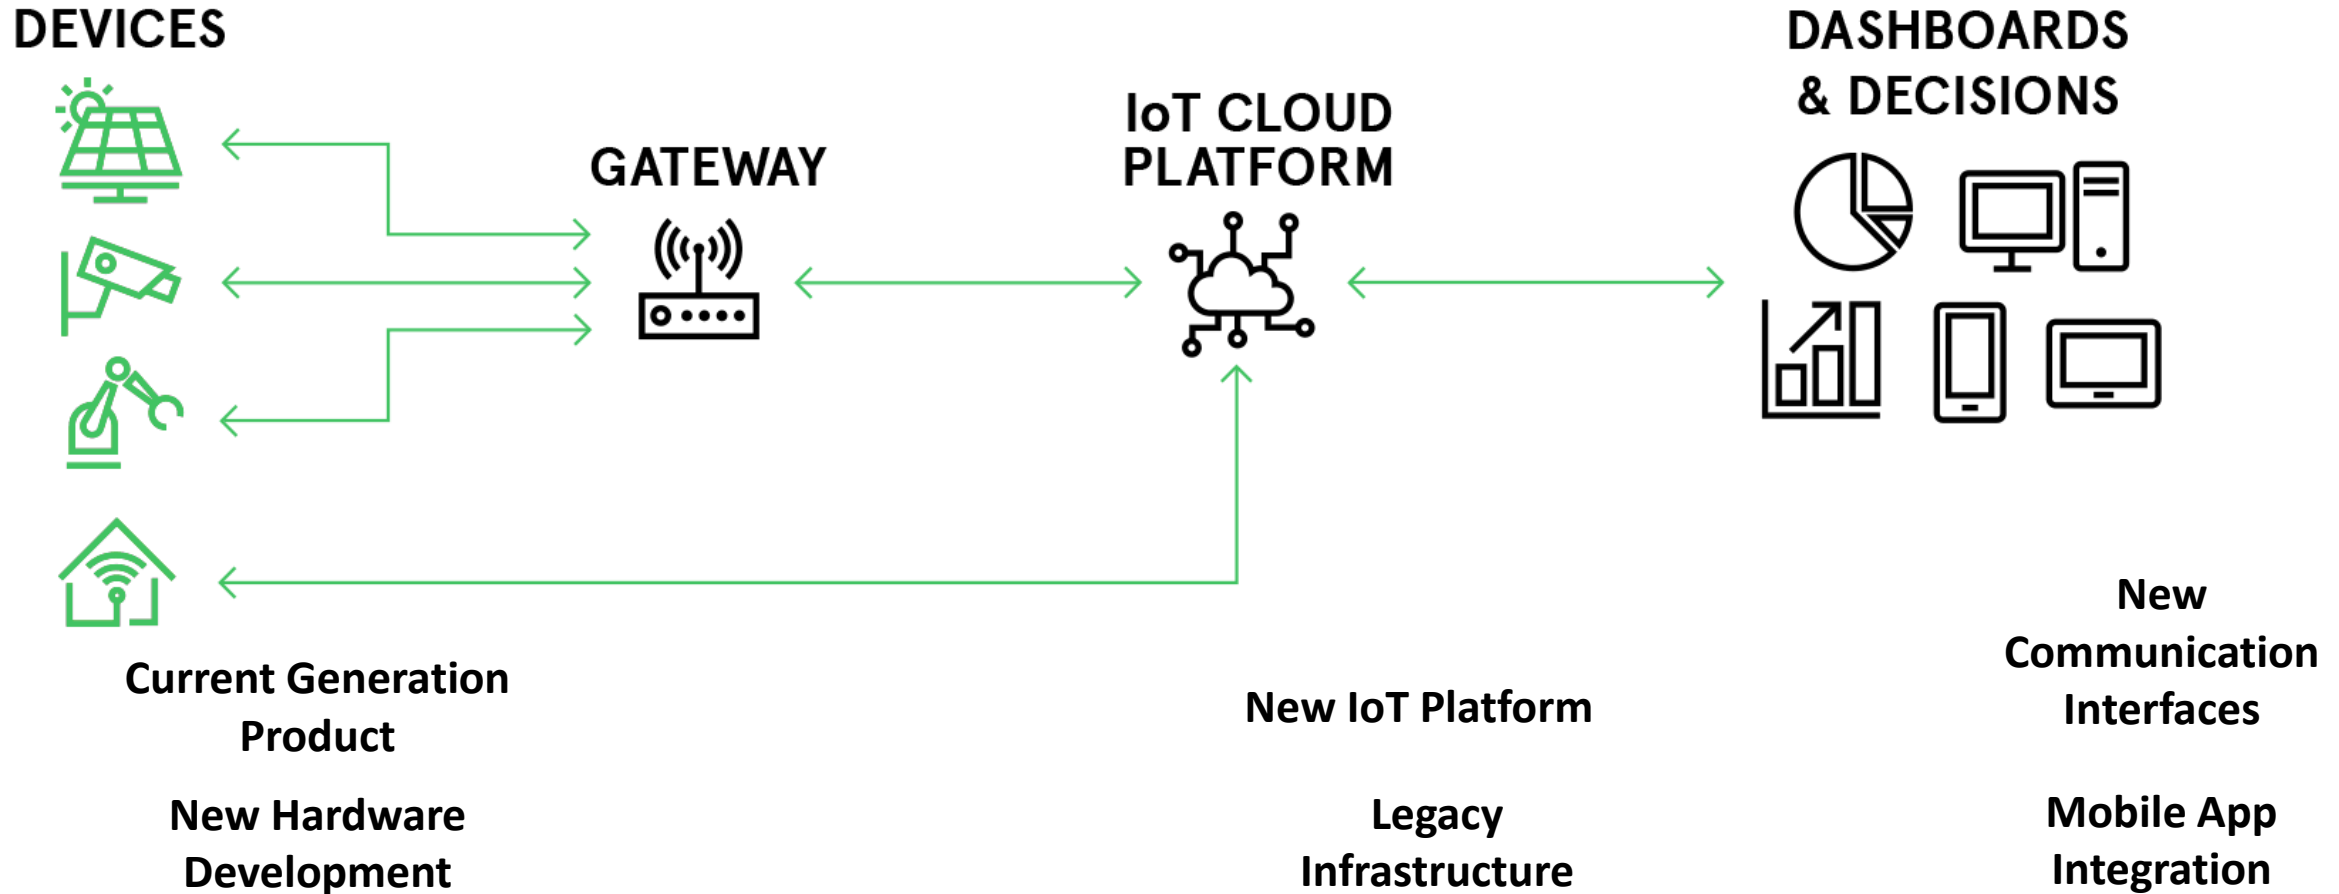 DEVICES
GATEWAY
IoT CLOUD
PLATFORM
DASHBOARDS
& DECISIONS
Current Generation
Product
New Hardware
Development
New IoT Platform
Legacy
Infrastructure
New
Communication
Interfaces
Mobile App
Integration